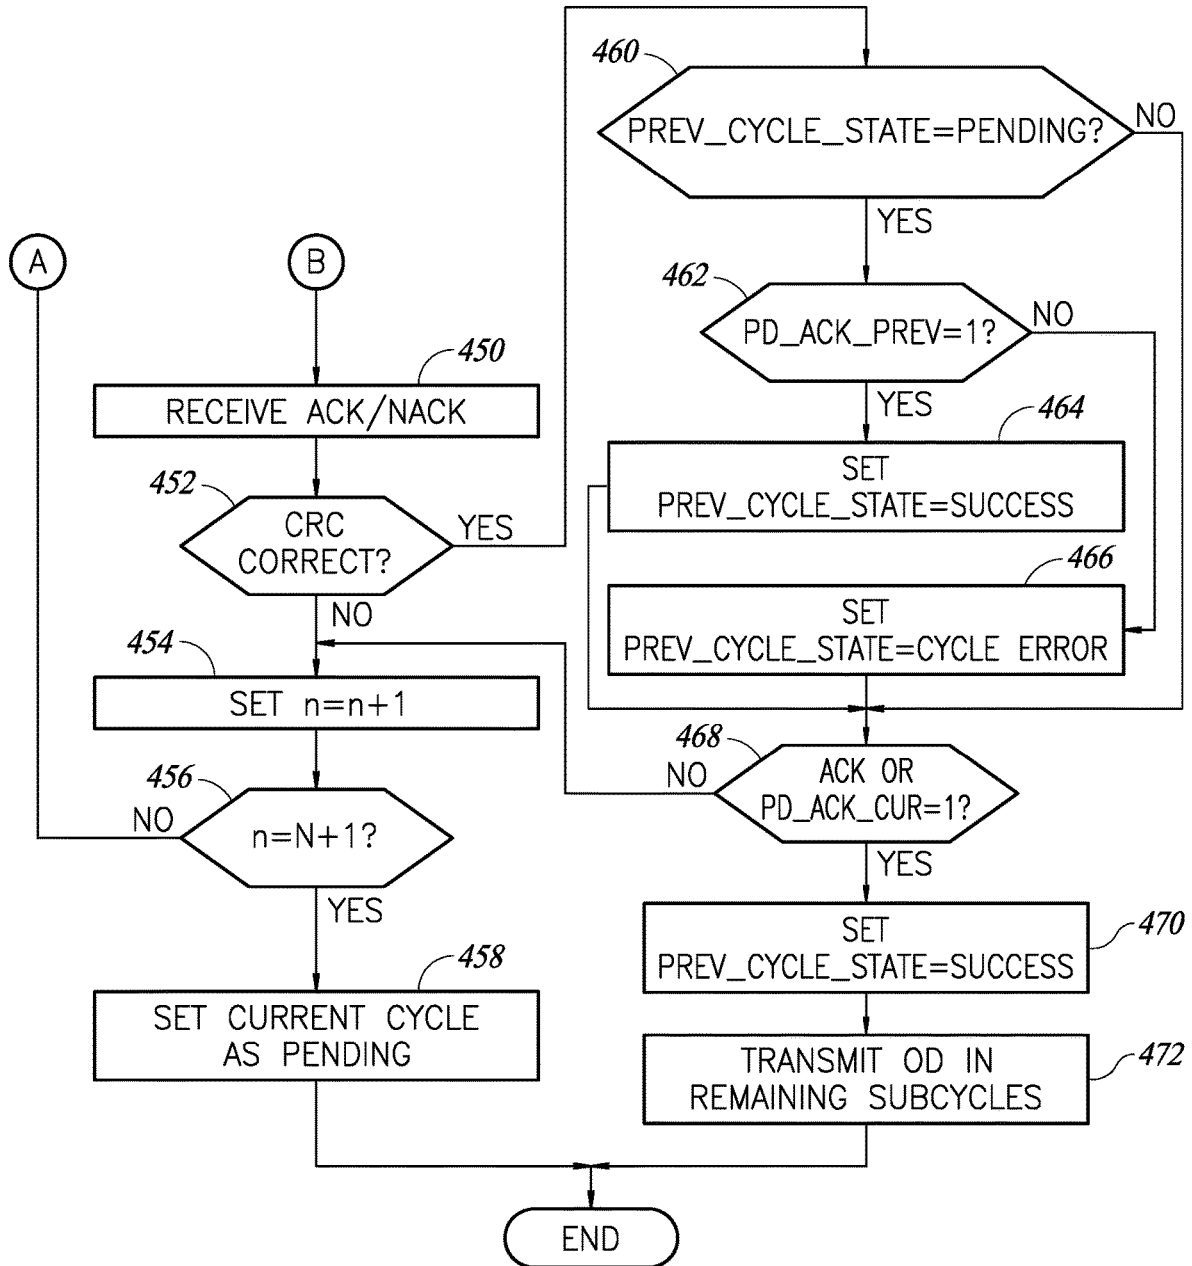 A
B
450
RECEIVE ACK/NACK
452
CRC
CORRECT?
YES
NO
454
SET n=n+1
456
n=N+1?
NO
YES
458
SET CURRENT CYCLE
AS PENDING
460
PREV_CYCLE_STATE=PENDING?
NO
YES
462
PD_ACK_PREV=1?
NO
YES
464
SET
PREV_CYCLE_STATE=SUCCESS
466
SET
PREV_CYCLE_STATE=CYCLE ERROR
468
ACK OR
PD_ACK_CUR=1?
NO
YES
470
SET
PREV_CYCLE_STATE=SUCCESS
472
TRANSMIT OD IN
REMAINING SUBCYCLES
END